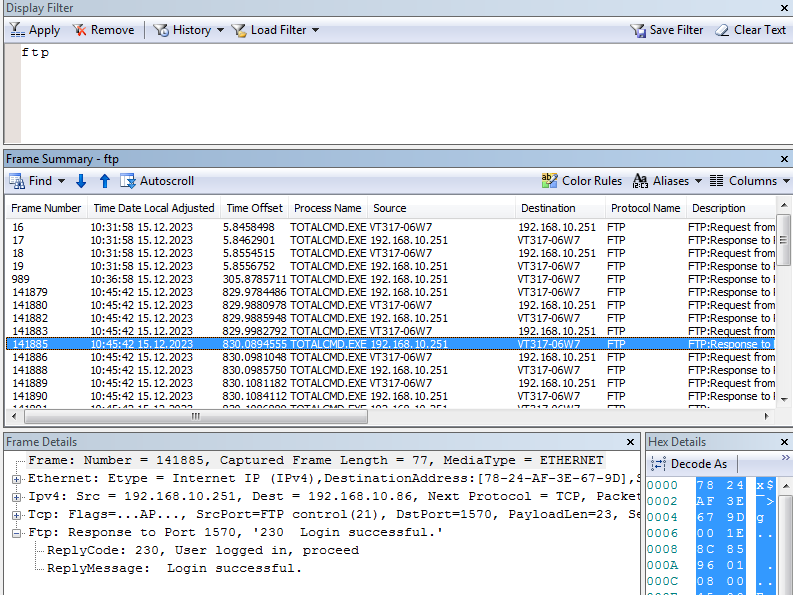 Display Filter
Apply Remove History Load Filter Save Filter Clear Text
ftp
Frame Summary - ftp
Find Autoscroll Color Rules Aliases Columns
Frame Number Time Date Local Adjusted Time Offset Process Name Source Destination Protocol Name Description
16 10:31:58 15.12.2023 5.8458498 TOTALCMD.EXE VT317-06W7 192.168.10.251 FTP FTP:Request from
17 10:31:58 15.12.2023 5.8462901 TOTALCMD.EXE 192.168.10.251 VT317-06W7 FTP FTP:Response to
18 10:31:58 15.12.2023 5.8554515 TOTALCMD.EXE VT317-06W7 192.168.10.251 FTP FTP:Request from
19 10:31:58 15.12.2023 5.8556752 TOTALCMD.EXE 192.168.10.251 VT317-06W7 FTP FTP:Response to
989 10:36:58 15.12.2023 305.8785711 TOTALCMD.EXE 192.168.10.251 VT317-06W7 FTP FTP:Response to
141879 10:45:42 15.12.2023 829.9784486 TOTALCMD.EXE 192.168.10.251 VT317-06W7 FTP FTP:Response to
141880 10:45:42 15.12.2023 829.9880978 TOTALCMD.EXE VT317-06W7 192.168.10.251 FTP FTP:Request from
141882 10:45:42 15.12.2023 829.9885948 TOTALCMD.EXE 192.168.10.251 VT317-06W7 FTP FTP:Response to
141883 10:45:42 15.12.2023 829.9982792 TOTALCMD.EXE VT317-06W7 192.168.10.251 FTP FTP:Request from
141885 10:45:42 15.12.2023 830.0894555 TOTALCMD.EXE 192.168.10.251 VT317-06W7 FTP FTP:Response to
141886 10:45:42 15.12.2023 830.0981048 TOTALCMD.EXE VT317-06W7 192.168.10.251 FTP FTP:Request from
141888 10:45:42 15.12.2023 830.0985750 TOTALCMD.EXE 192.168.10.251 VT317-06W7 FTP FTP:Response to
141889 10:45:42 15.12.2023 830.1081182 TOTALCMD.EXE VT317-06W7 192.168.10.251 FTP FTP:Request from
141890 10:45:42 15.12.2023 830.1084112 TOTALCMD.EXE 192.168.10.251 VT317-06W7 FTP FTP:Response to
Frame Details
Frame: Number = 141885, Captured Frame Length = 77, MediaType = ETHERNET
Ethernet: Etype = Internet IP (IPv4),DestinationAddress:[78-24-AF-3E-67-9D],S
Ipv4: Src = 192.168.10.251, Dest = 192.168.10.86, Next Protocol = TCP, Packet
Tcp: Flags=...AP..., SrcPort=FTP control(21), DstPort=1570, PayloadLen=23, Se
Ftp: Response to Port 1570, '230  Login successful.'
ReplyCode: 230, User logged in, proceed
ReplyMessage:  Login successful.
Hex Details
Decode As
0000 78 24 x$
0002 AF 3E ¯>
0004 67 9D g
0006 00 1E ..
0008 8C 85
000A 96 01 .
000C 08 00 ..